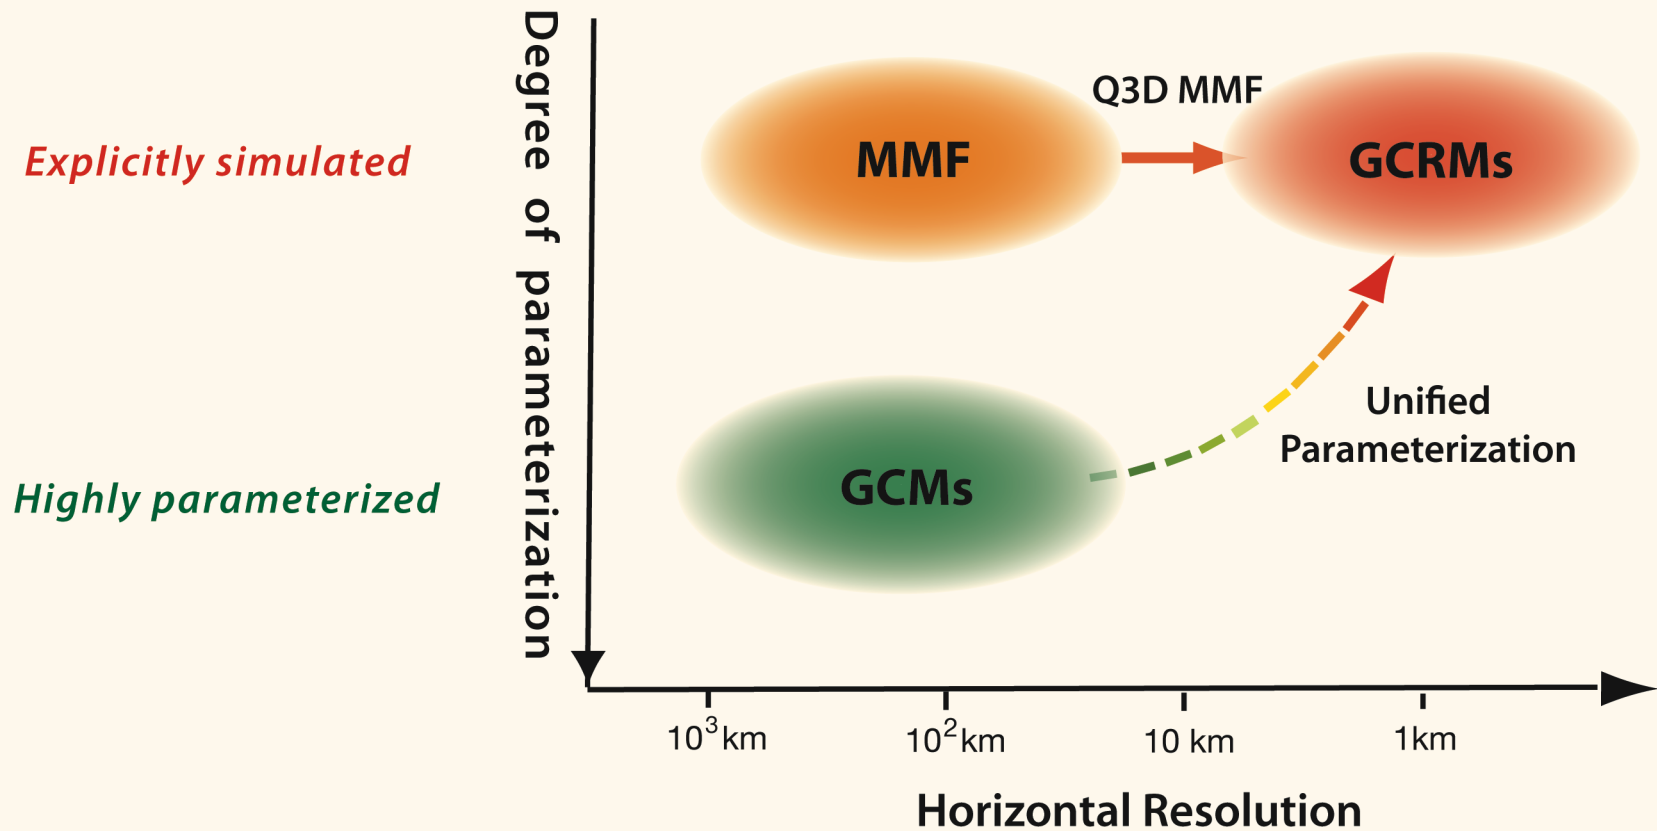 Degree of parameterization
Explicitly simulated
Highly parameterized
MMF
Q3D MMF
GCRMs
GCMs
Unified
Parameterization
10³km
10²km
10 km
1km
Horizontal Resolution